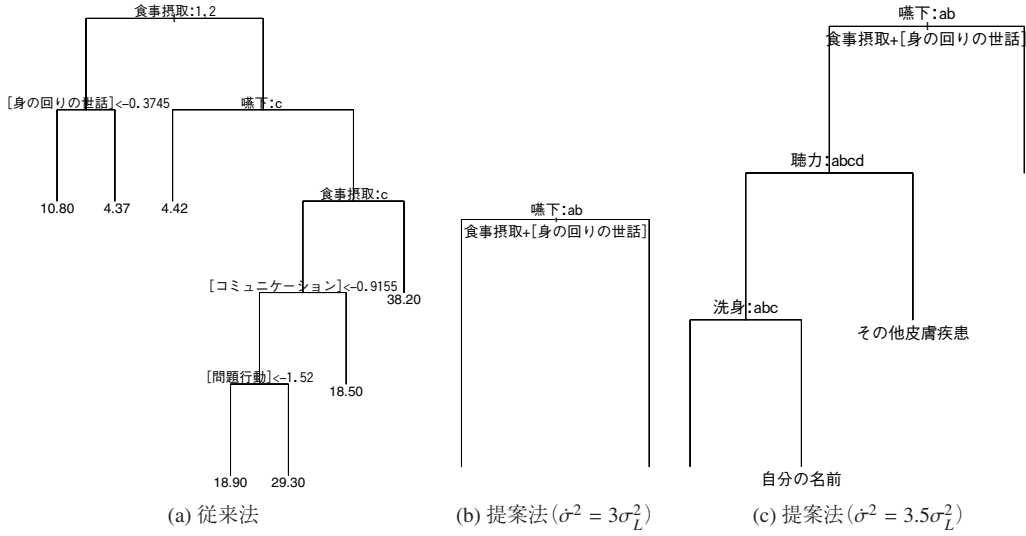 食事摂取:1,2
[身の回りの世話]<-0.3745
嚥下:c
10.80
4.37
4.42
食事摂取:c
[コミュニケーション]<-0.9155
38.20
[問題行動]<-1.52
18.50
18.90
29.30
(a) 従来法
嚥下:ab
食事摂取+[身の回りの世話]
(b) 提案法(σ̇² = 3σ_L²)
嚥下:ab
食事摂取+[身の回りの世話]
聴力:abcd
洗身:abc
その他皮膚疾患
自分の名前
(c) 提案法(σ̇² = 3.5σ_L²)